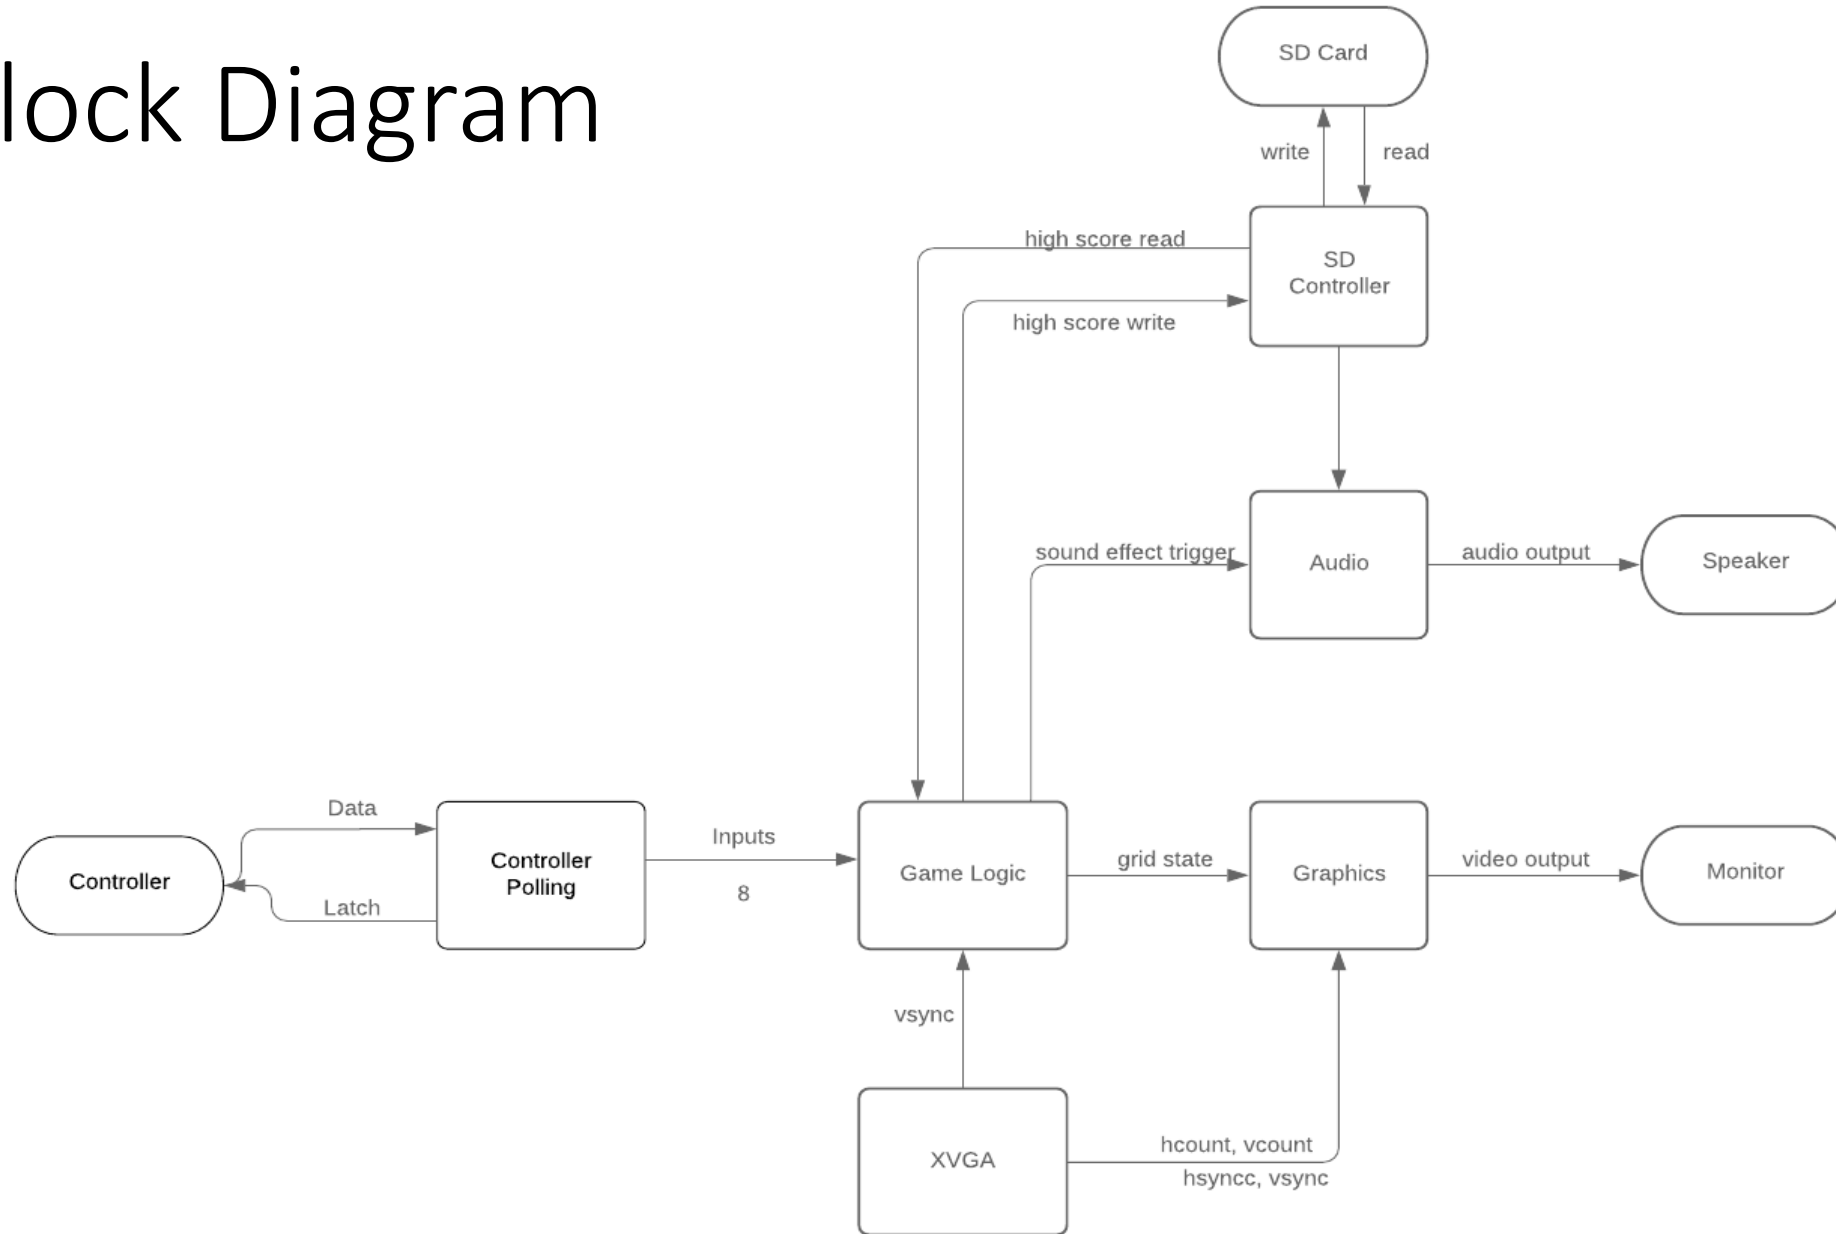 lock Diagram
SD Card
write
read
high score read
SD
Controller
high score write
sound effect trigger
Audio
audio output
Speaker
Data
Controller
Controller
Polling
Latch
Inputs
8
Game Logic
grid state
Graphics
video output
Monitor
vsync
XVGA
hcount, vcount
hsyncc, vsync